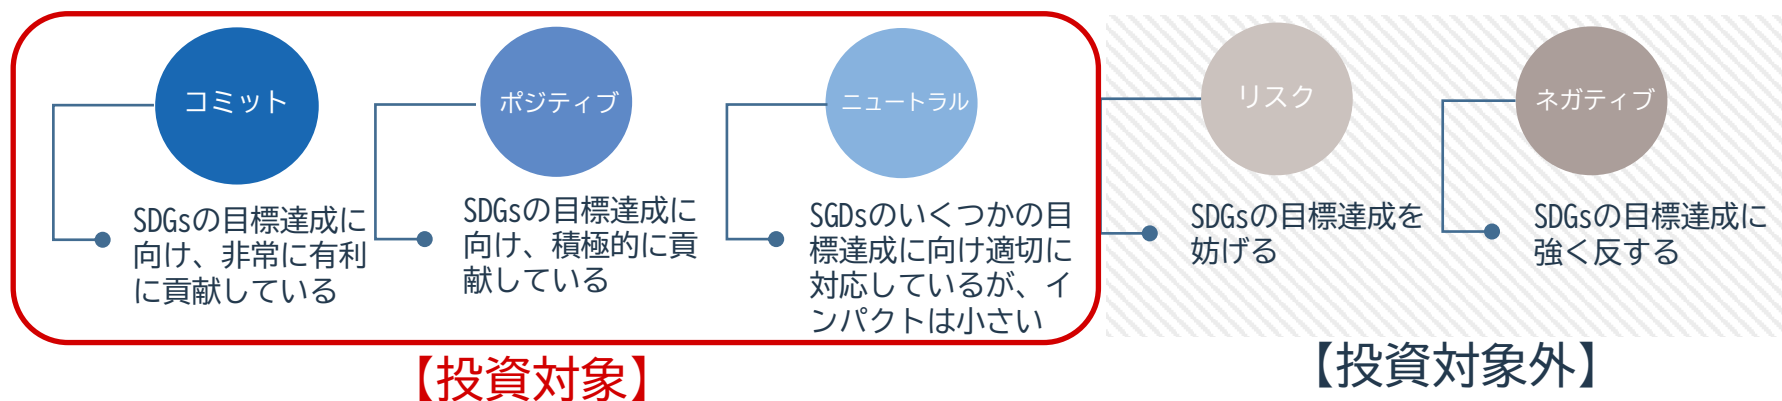 コミット
SDGsの目標達成に
向け、非常に有利
に貢献している
ポジティブ
SDGsの目標達成に
向け、積極的に貢
献している
ニュートラル
SGDsのいくつかの目
標達成に向け適切に
対応しているが、イ
ンパクトは小さい
リスク
SDGsの目標達成を
妨げる
ネガティブ
SDGsの目標達成に
強く反する
【投資対象】
【投資対象外】